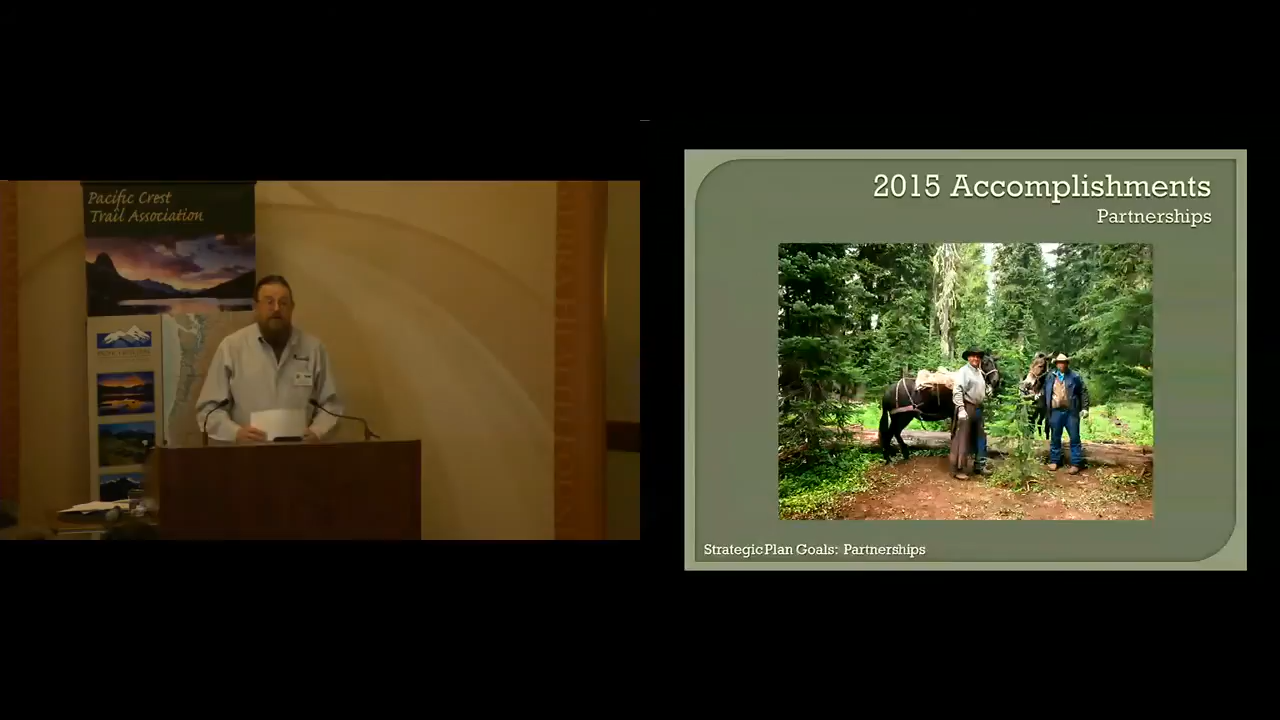 Pacific Crest
Trail Association
2015 Accomplishments
Partnerships
Strategic Plan Goals: Partnerships